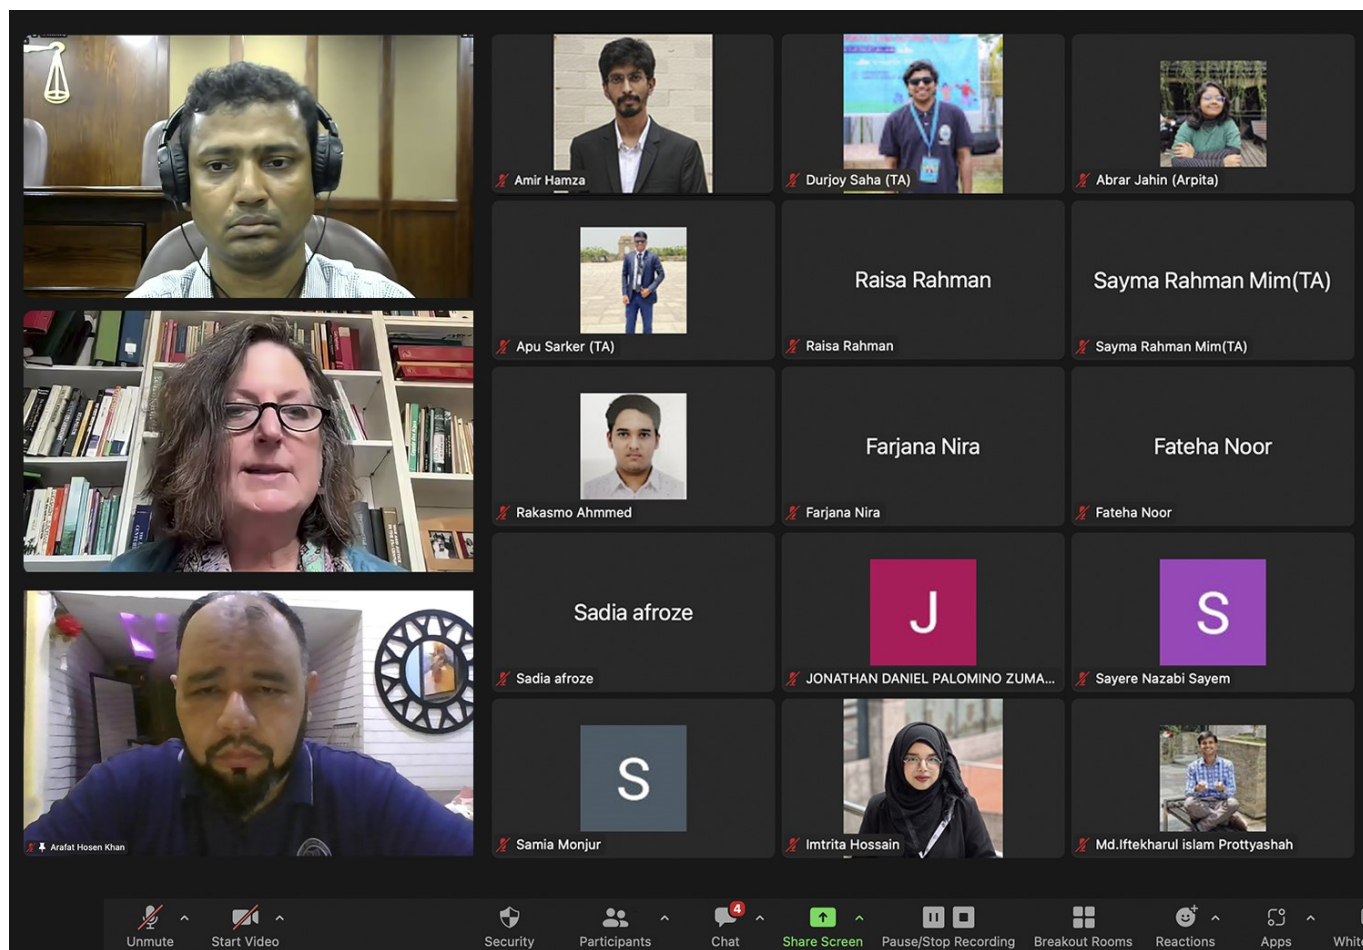 Amir Hamza
Durjoy Saha (TA)
Abrar Jahin (Arpita)
Apu Sarker (TA)
Raisa Rahman
Raisa Rahman
Sayma Rahman Mim(TA)
Sayma Rahman Mim(TA)
Rakasmo Ahmmed
Farjana Nira
Farjana Nira
Fateha Noor
Fateha Noor
Sadia afroze
Sadia afroze
J
JONATHAN DANIEL PALOMINO ZUMA...
S
Sayere Nazabi Sayem
Arafat Hosen Khan
S
Samia Monjur
Imtrita Hossain
Md.Iftekharul islam Prottyashah
4
Unmute
Start Video
Security
Participants
Chat
Share Screen
Pause/Stop Recording
Breakout Rooms
Reactions
Apps
Whit